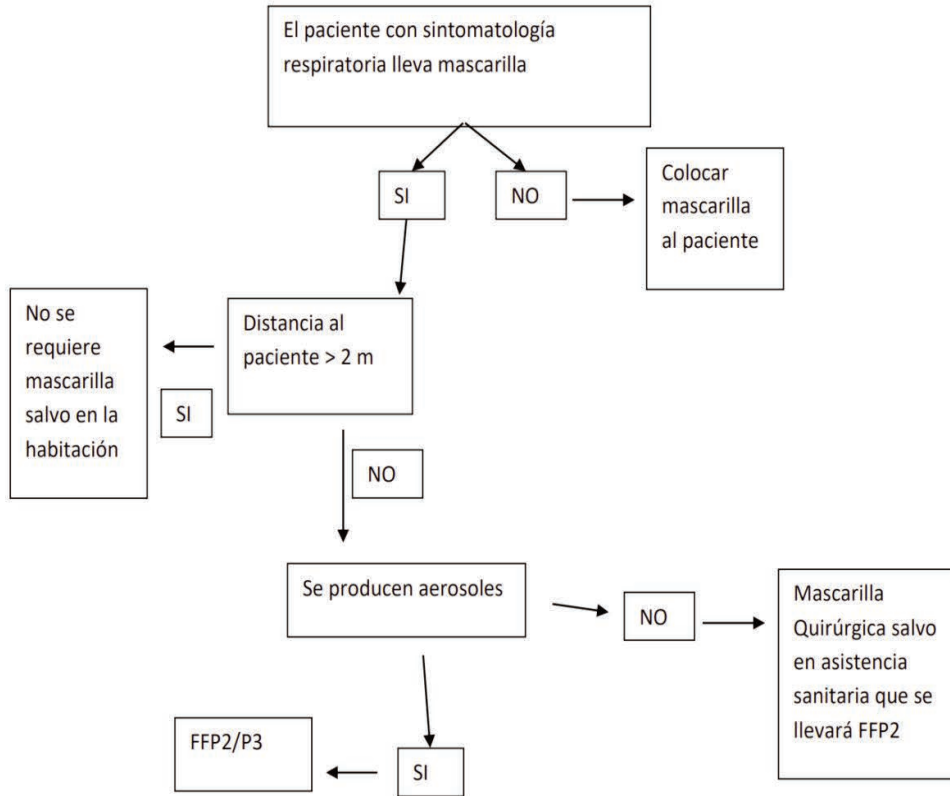 El paciente con sintomatología
respiratoria lleva mascarilla
SI
NO
Colocar
mascarilla
al paciente
No se
requiere
mascarilla
salvo en la
habitación
SI
Distancia al
paciente > 2 m
NO
Se producen aerosoles
NO
Mascarilla
Quirúrgica salvo
en asistencia
sanitaria que se
llevará FFP2
FFP2/P3
SI